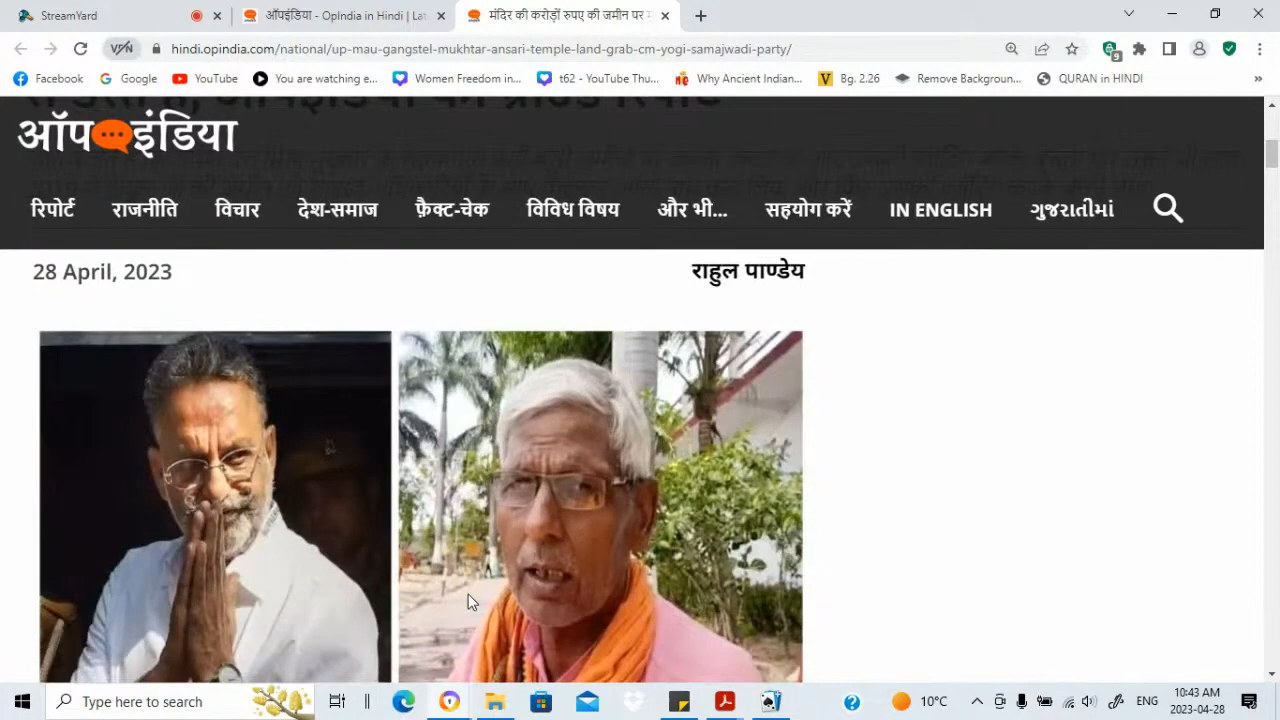 StreamYard
ऑपइंडिया - OpIndia in Hindi | Lat
मंदिर की करोड़ों रुपए की जमीन पर
VPN
hindi.opindia.com/national/up-mau-gangstel-mukhtar-ansari-temple-land-grab-cm-yogi-samajwadi-party/
9
Facebook
Google
YouTube
You are watching e...
Women Freedom in...
t62 - YouTube Thu...
Why Ancient Indian...
Bg. 2.26
Remove Backgroun...
QURAN in HINDI
»
ऑपइंडिया
रिपोर्ट राजनीति विचार देश-समाज फ़ैक्ट-चेक विविध विषय और भी... सहयोग करें IN ENGLISH ગુજરાતીમાં
28 April, 2023
राहुल पाण्डेय
Type here to search
10°C
ENG
10:43 AM
2023-04-28